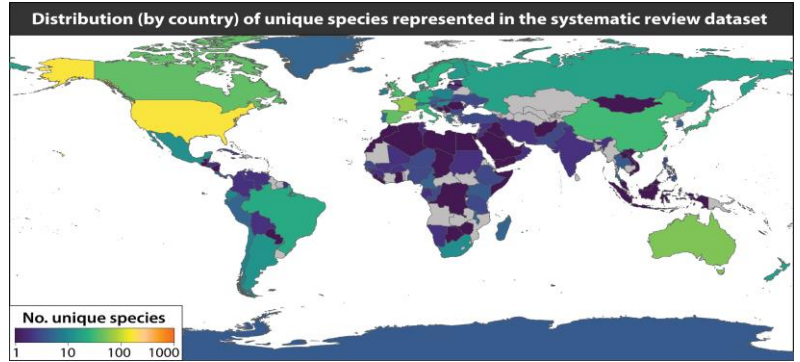 Distribution (by country) of unique species represented in the systematic review dataset
No. unique species
1 10 100 1000